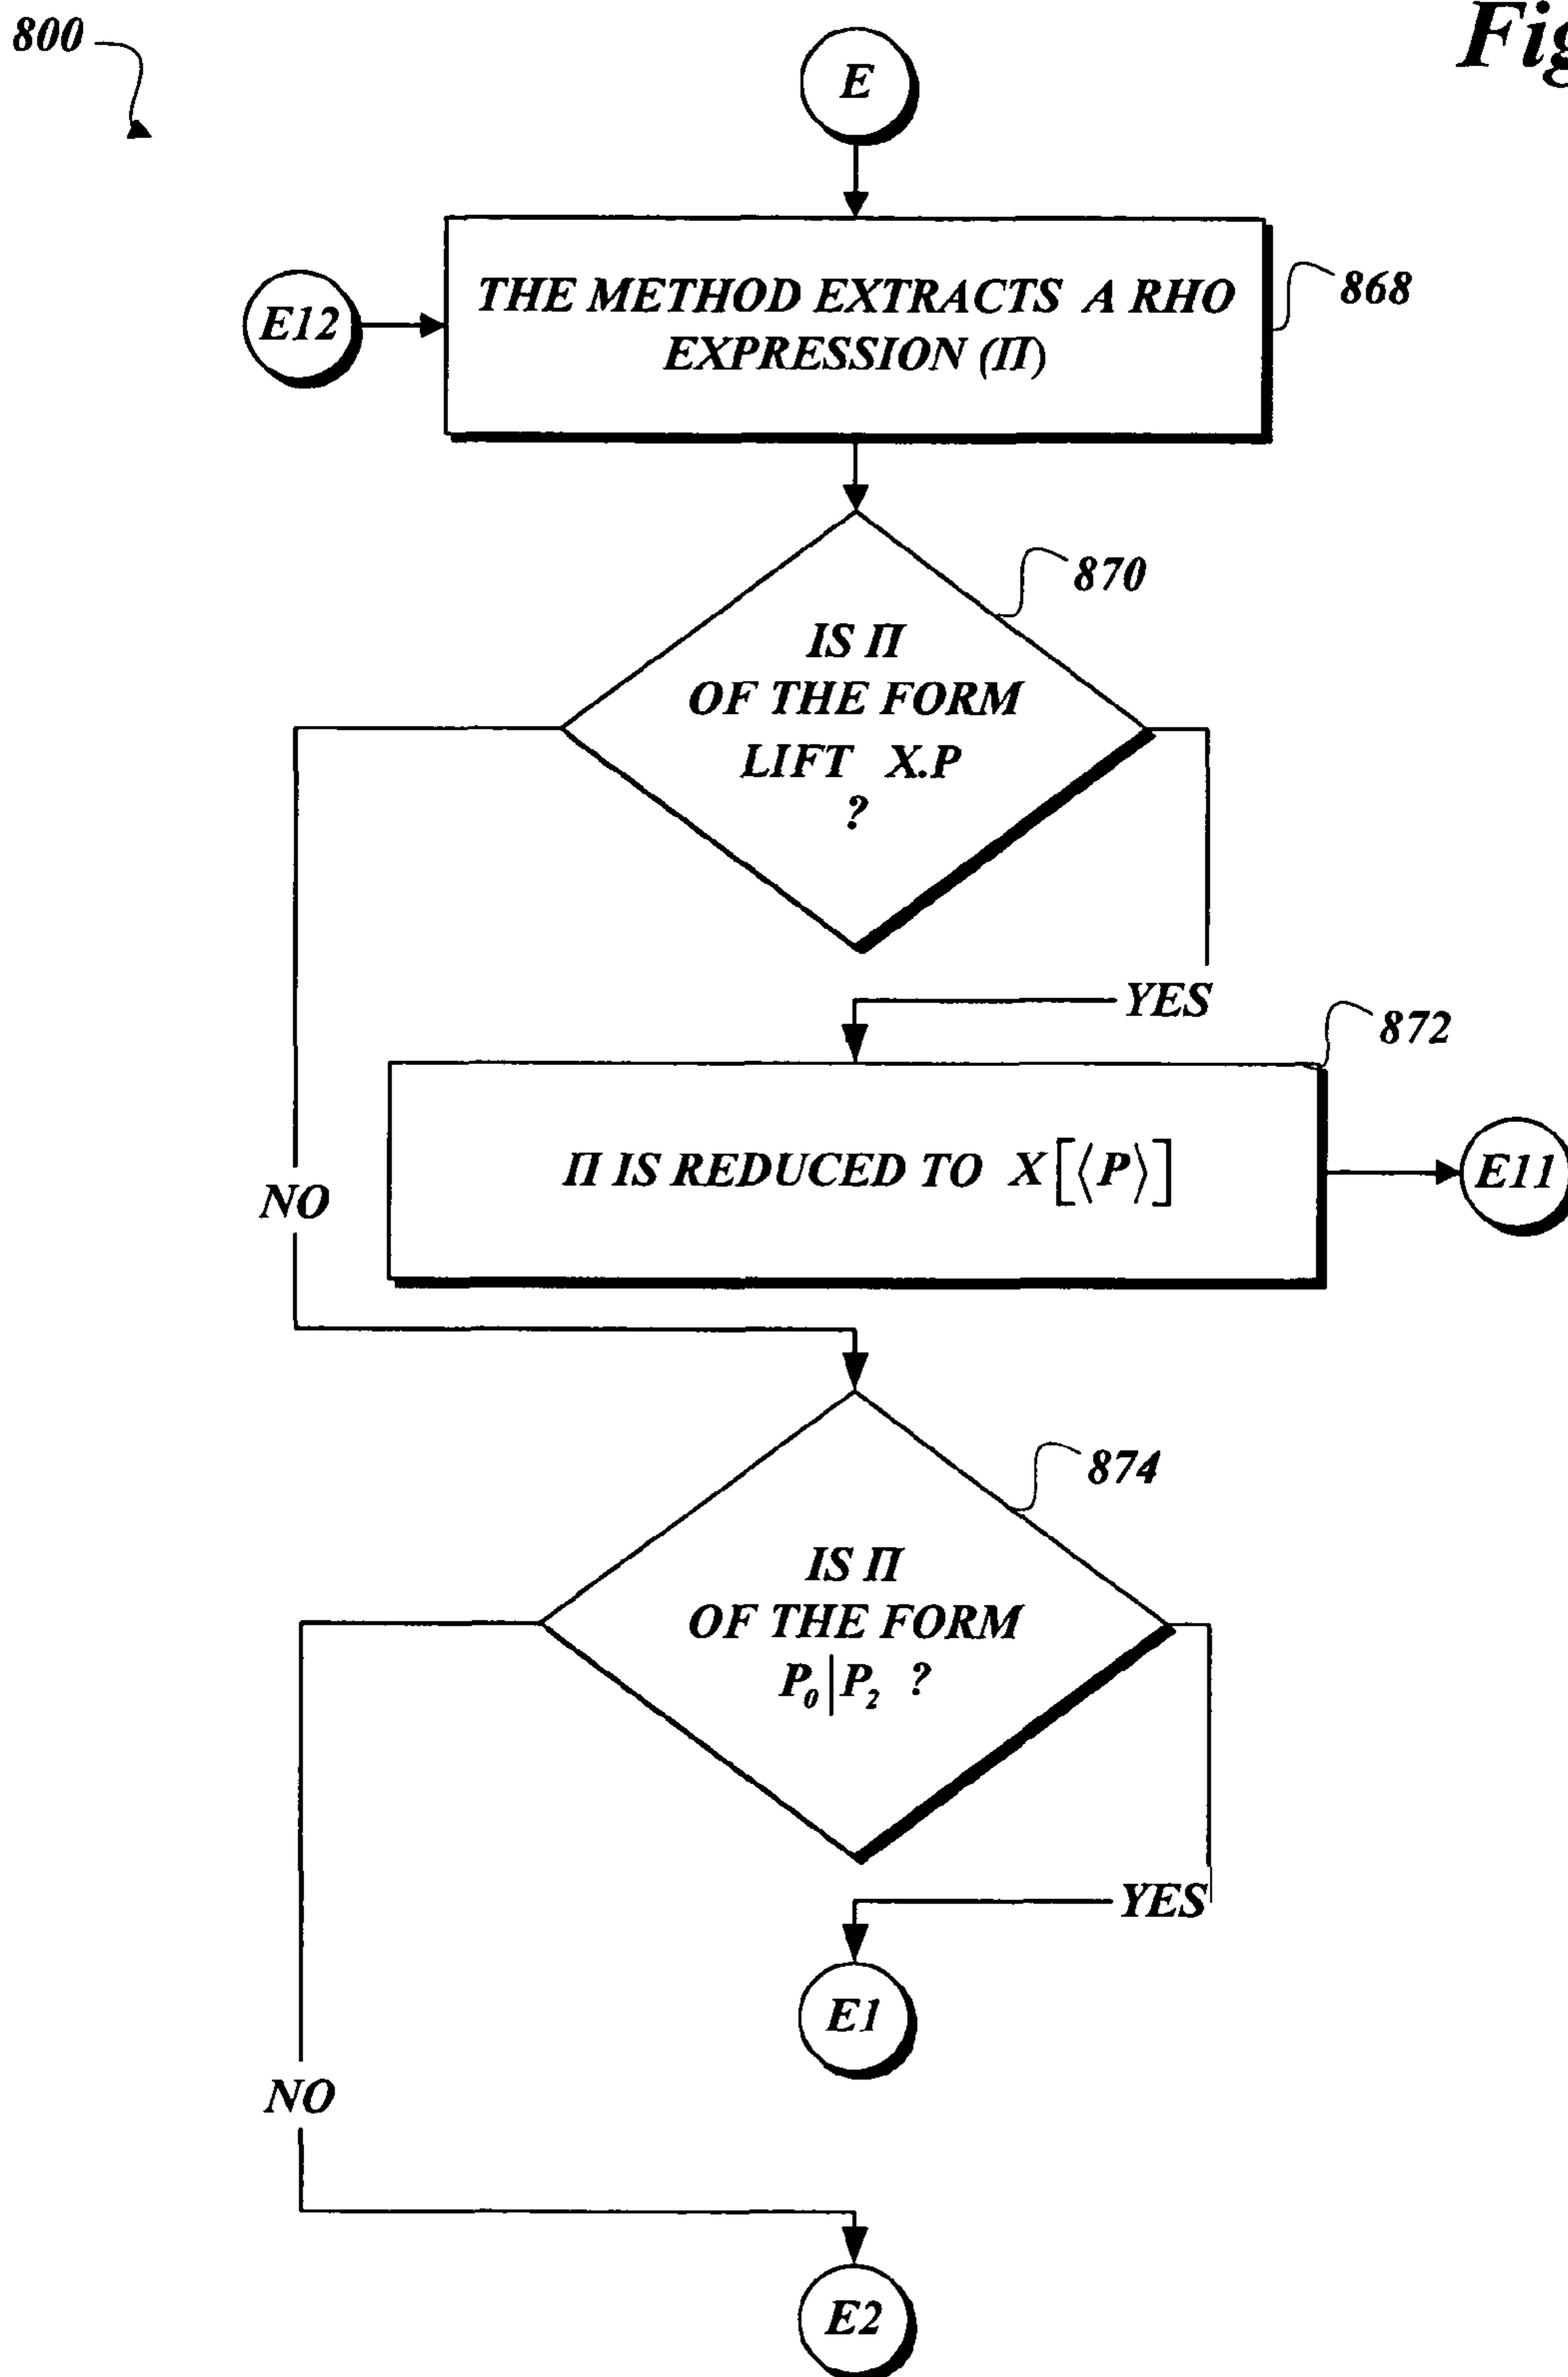 800
Fig
E
E12
THE METHOD EXTRACTS A RHO
EXPRESSION (Π)
868
870
IS Π
OF THE FORM
LIFT X.P
?
YES
872
NO
Π IS REDUCED TO X[⟨P⟩]
E11
874
IS Π
OF THE FORM
P₀|P₂ ?
YES
E1
NO
E2